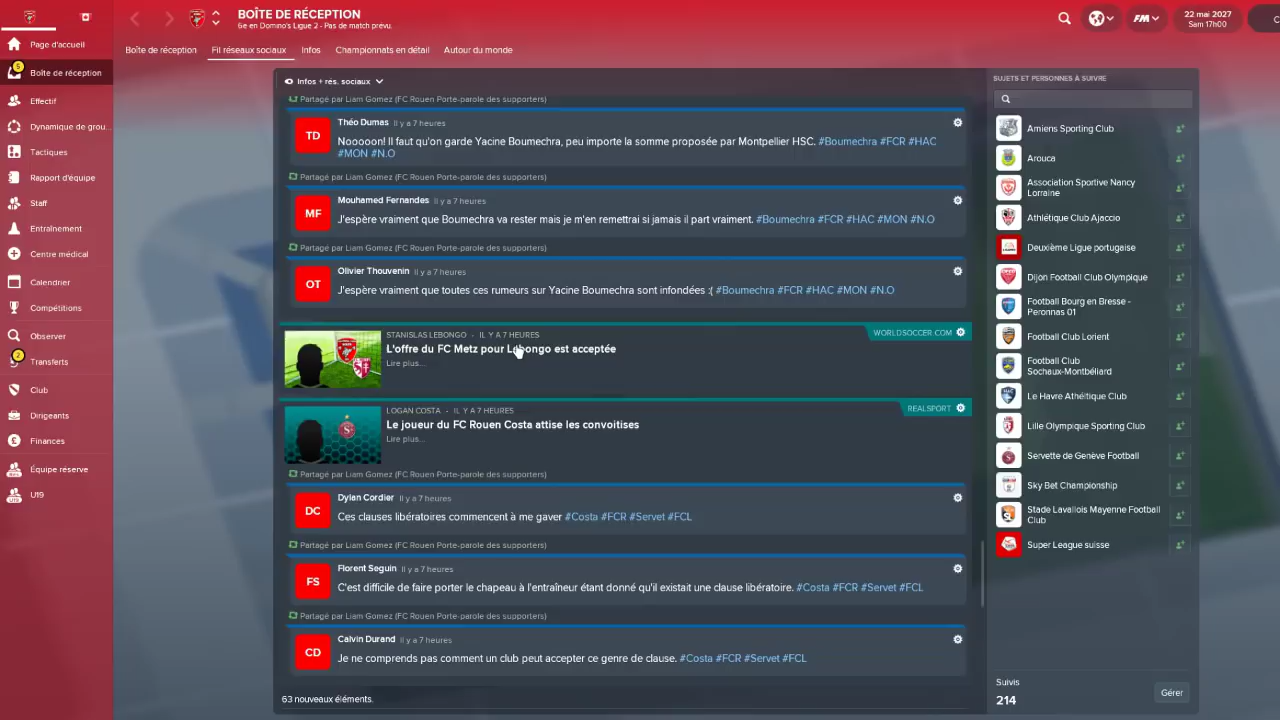 BOÎTE DE RÉCEPTION
6e en Domino's Ligue 2 - Pas de match prévu.
FM
22 mai 2027
Sam 17h00
Page d'accueil
5
Boîte de réception
Effectif
Dynamique de grou...
Tactiques
Rapport d'équipe
Staff
Entraînement
Centre médical
Calendrier
Compétitions
Observer
2
Transferts
Club
Dirigeants
Finances
Équipe réserve
U19
Boîte de réception
Fil réseaux sociaux
Infos
Championnats en détail
Autour du monde
Infos + rés. sociaux
Partagé par Liam Gomez (FC Rouen Porte-parole des supporters)
TD
Théo Dumas Il y a 7 heures
Nooooon! Il faut qu'on garde Yacine Boumechra, peu importe la somme proposée par Montpellier HSC. #Boumechra #FCR #HAC
#MON #N.O
Partagé par Liam Gomez (FC Rouen Porte-parole des supporters)
MF
Mouhamed Fernandes Il y a 7 heures
J'espère vraiment que Boumechra va rester mais je m'en remettrai si jamais il part vraiment. #Boumechra #FCR #HAC #MON #N.O
Partagé par Liam Gomez (FC Rouen Porte-parole des supporters)
OT
Olivier Thouvenin Il y a 7 heures
J'espère vraiment que toutes ces rumeurs sur Yacine Boumechra sont infondées :( #Boumechra #FCR #HAC #MON #N.O
STANISLAS LEBONGO - IL Y A 7 HEURES
WORLDSOCCER.COM
L'offre du FC Metz pour Lebongo est acceptée
Lire plus...
LOGAN COSTA - IL Y A 7 HEURES
REALSPORT
Le joueur du FC Rouen Costa attise les convoitises
Lire plus...
Partagé par Liam Gomez (FC Rouen Porte-parole des supporters)
DC
Dylan Cordier Il y a 7 heures
Ces clauses libératoires commencent à me gaver #Costa #FCR #Servet #FCL
Partagé par Liam Gomez (FC Rouen Porte-parole des supporters)
FS
Florent Seguin Il y a 7 heures
C'est difficile de faire porter le chapeau à l'entraîneur étant donné qu'il existait une clause libératoire. #Costa #FCR #Servet #FCL
Partagé par Liam Gomez (FC Rouen Porte-parole des supporters)
CD
Calvin Durand Il y a 7 heures
Je ne comprends pas comment un club peut accepter ce genre de clause. #Costa #FCR #Servet #FCL
63 nouveaux éléments.
SUJETS ET PERSONNES À SUIVRE
Amiens Sporting Club
Arouca
Association Sportive Nancy
Lorraine
Athlétique Club Ajaccio
Deuxième Ligue portugaise
Dijon Football Club Olympique
Football Bourg en Bresse -
Peronnas 01
Football Club Lorient
Football Club
Sochaux-Montbéliard
Le Havre Athlétique Club
Lille Olympique Sporting Club
Servette de Genève Football
Sky Bet Championship
Stade Lavallois Mayenne Football
Club
Super League suisse
Suivis
214
Gérer